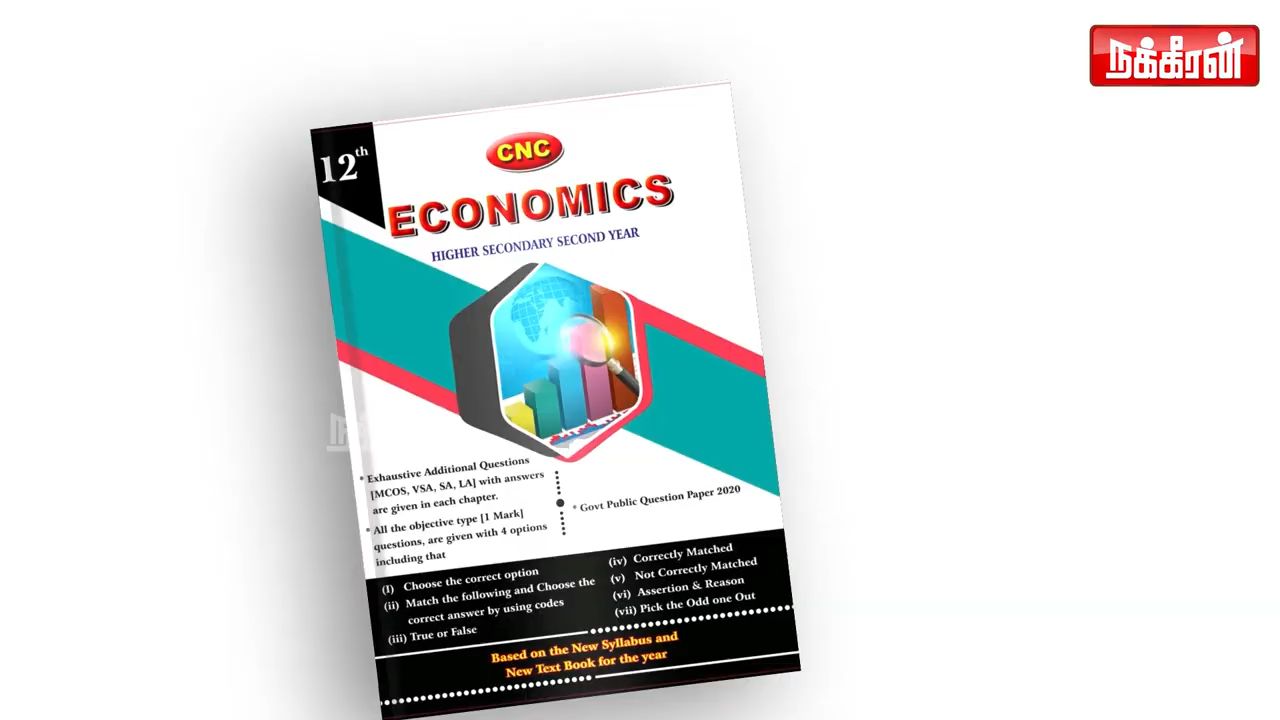 நக்கீரன்
12th
CNC
ECONOMICS
HIGHER SECONDARY SECOND YEAR
* Exhaustive Additional Questions
[MCOS, VSA, SA, LA] with answers
are given in each chapter.
* All the objective type [1 Mark]
questions, are given with 4 options
including that
* Govt Public Question Paper 2020
(I) Choose the correct option
(ii) Match the following and Choose the
correct answer by using codes
(iii) True or False
(iv) Correctly Matched
(v) Not Correctly Matched
(vi) Assertion & Reason
(vii) Pick the Odd one Out
Based on the New Syllabus and
New Text Book for the year